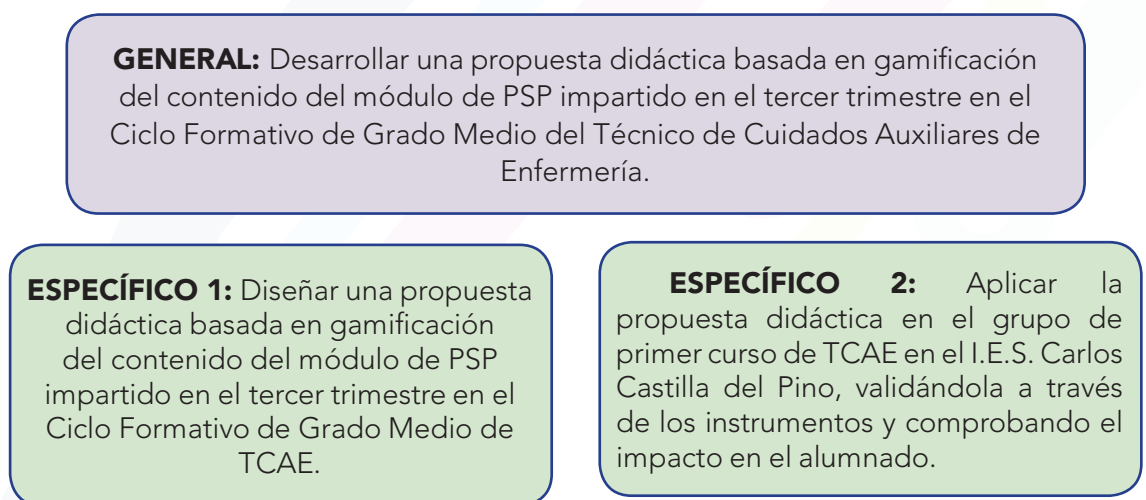 GENERAL: Desarrollar una propuesta didáctica basada en gamificación
del contenido del módulo de PSP impartido en el tercer trimestre en el
Ciclo Formativo de Grado Medio del Técnico de Cuidados Auxiliares de
Enfermería.
ESPECÍFICO 1: Diseñar una propuesta
didáctica basada en gamificación
del contenido del módulo de PSP
impartido en el tercer trimestre en el
Ciclo Formativo de Grado Medio de
TCAE.
ESPECÍFICO 2: Aplicar la
propuesta didáctica en el grupo de
primer curso de TCAE en el I.E.S. Carlos
Castilla del Pino, validándola a través
de los instrumentos y comprobando el
impacto en el alumnado.